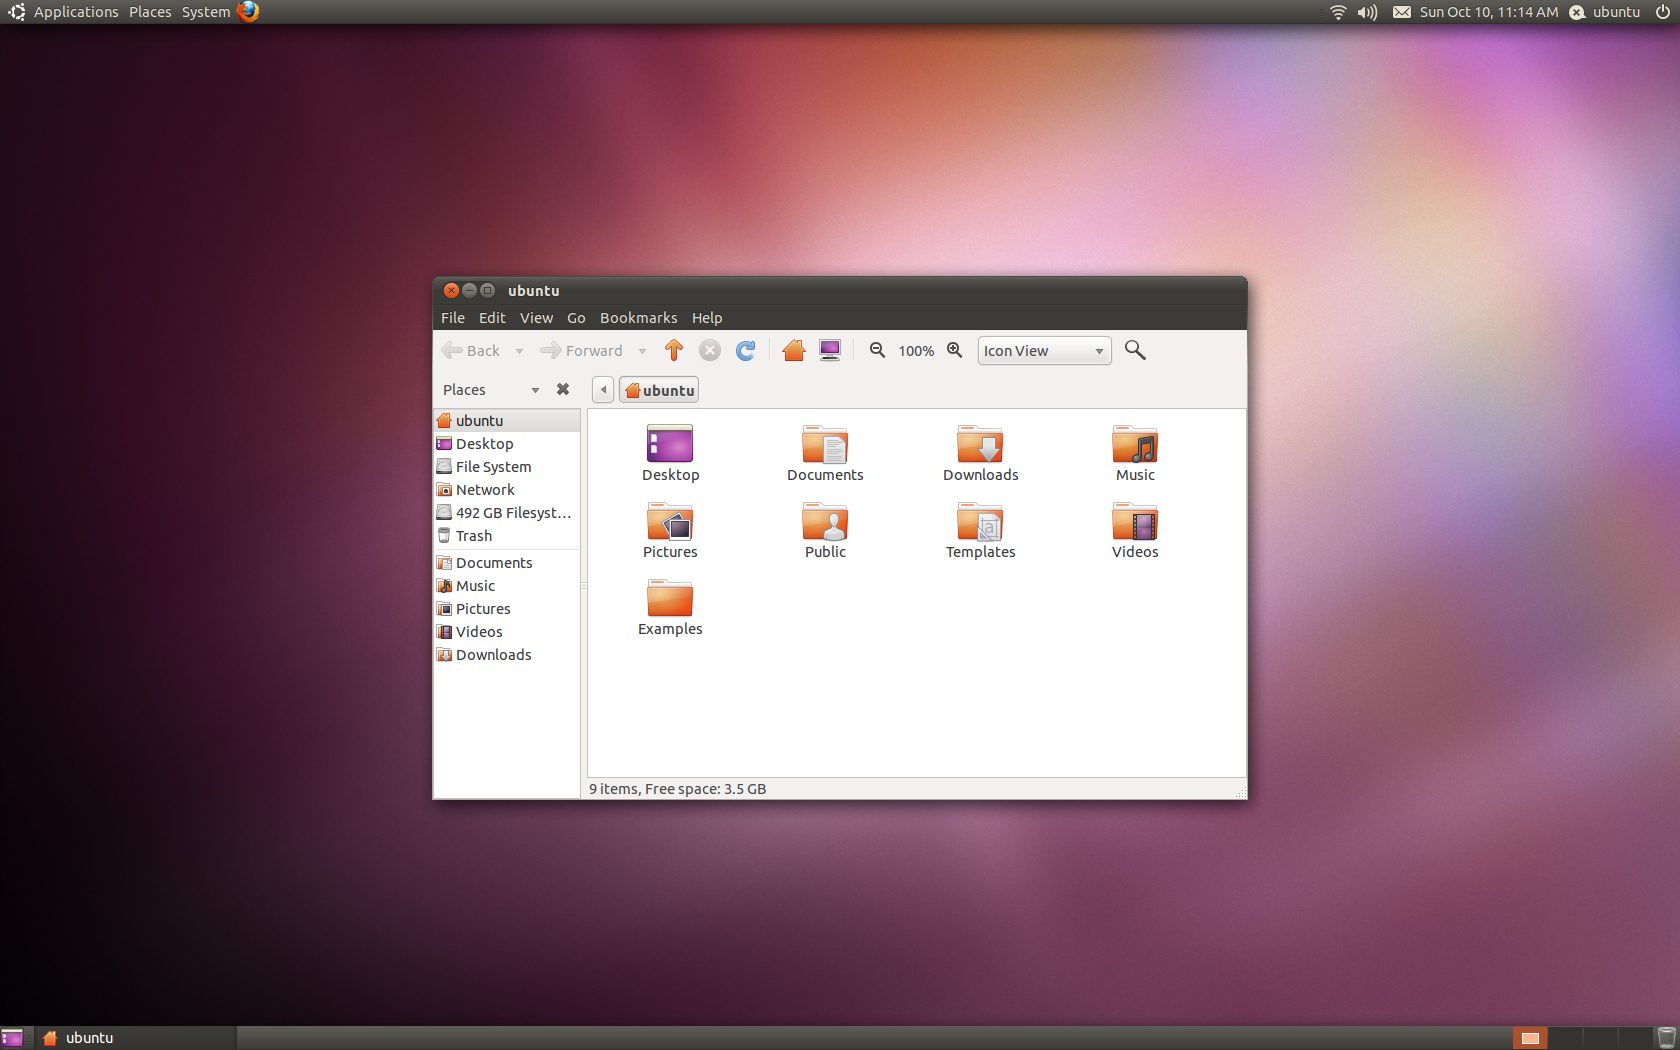 Applications Places System Sun Oct 10, 11:14 AM ubuntu
ubuntu
File Edit View Go Bookmarks Help
Back Forward 100% Icon View
Places ubuntu
ubuntu
Desktop
File System
Network
492 GB Filesyst...
Trash
Documents
Music
Pictures
Videos
Downloads
Desktop Documents Downloads Music
Pictures Public Templates Videos
Examples
9 items, Free space: 3.5 GB
ubuntu